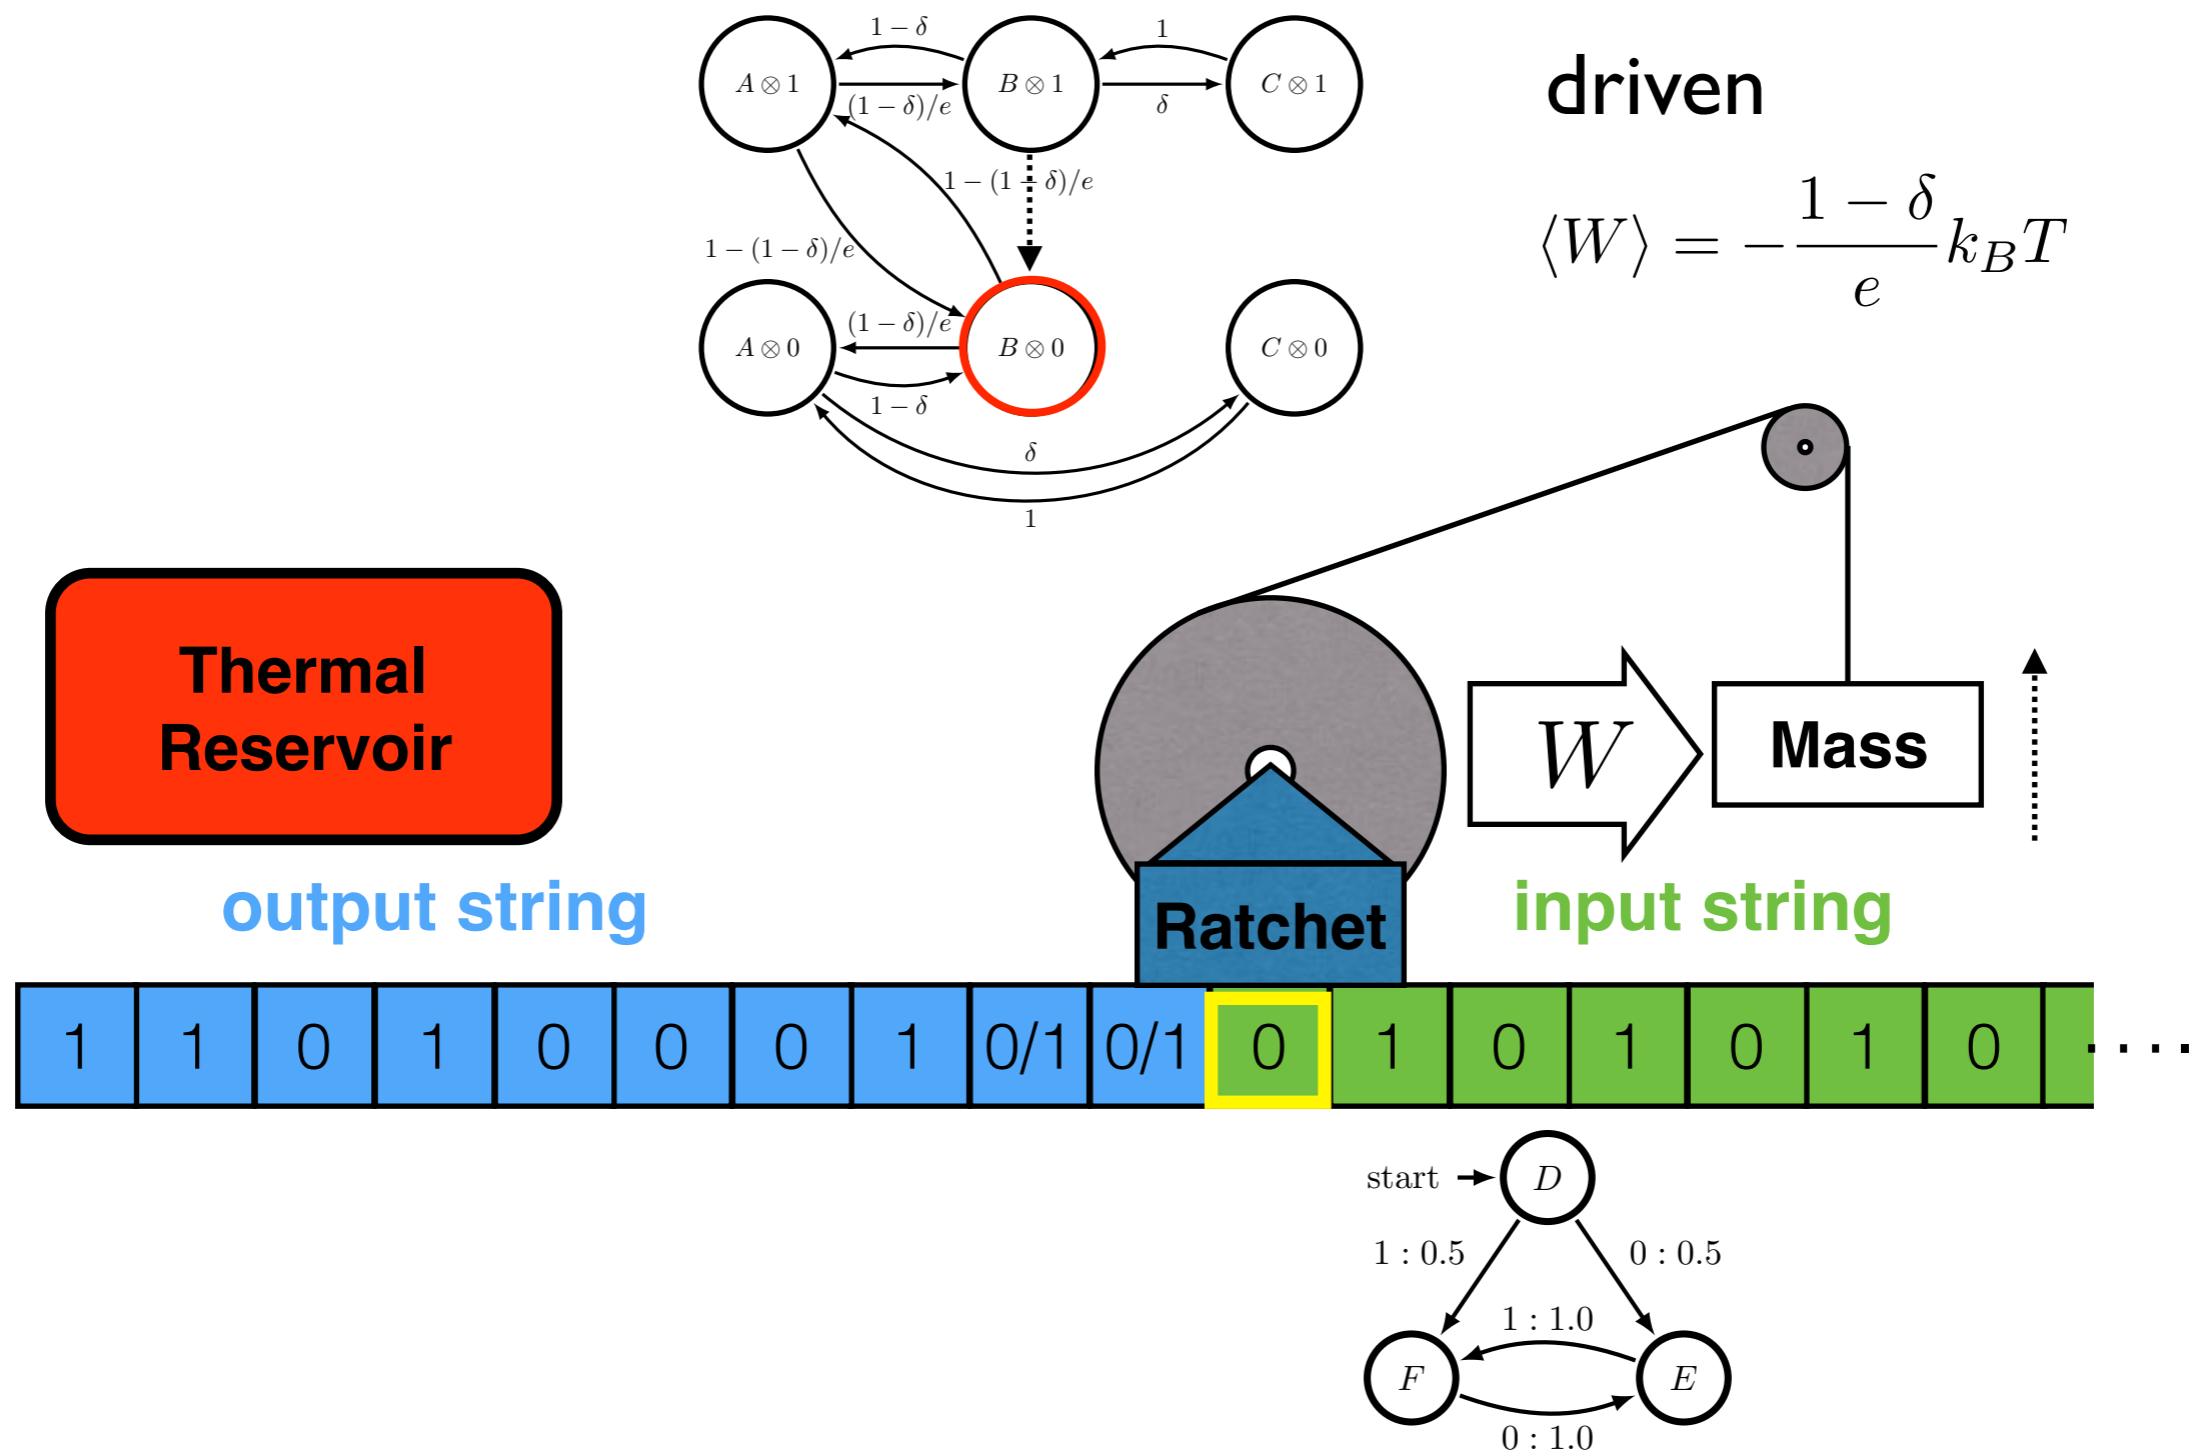 1 − δ
1
A ⊗ 1
B ⊗ 1
C ⊗ 1
(1 − δ)/e
δ
driven
1 − (1 − δ)/e
⟨W⟩ = − (1 − δ)/e k_B T
1 − (1 − δ)/e
(1 − δ)/e
A ⊗ 0
B ⊗ 0
C ⊗ 0
1 − δ
δ
1
Thermal
Reservoir
W
Mass
output string
Ratchet
input string
1 1 0 1 0 0 0 1 0/1 0/1 0 1 0 1 0 1 0 ....
start
D
1 : 0.5
0 : 0.5
1 : 1.0
F
E
0 : 1.0